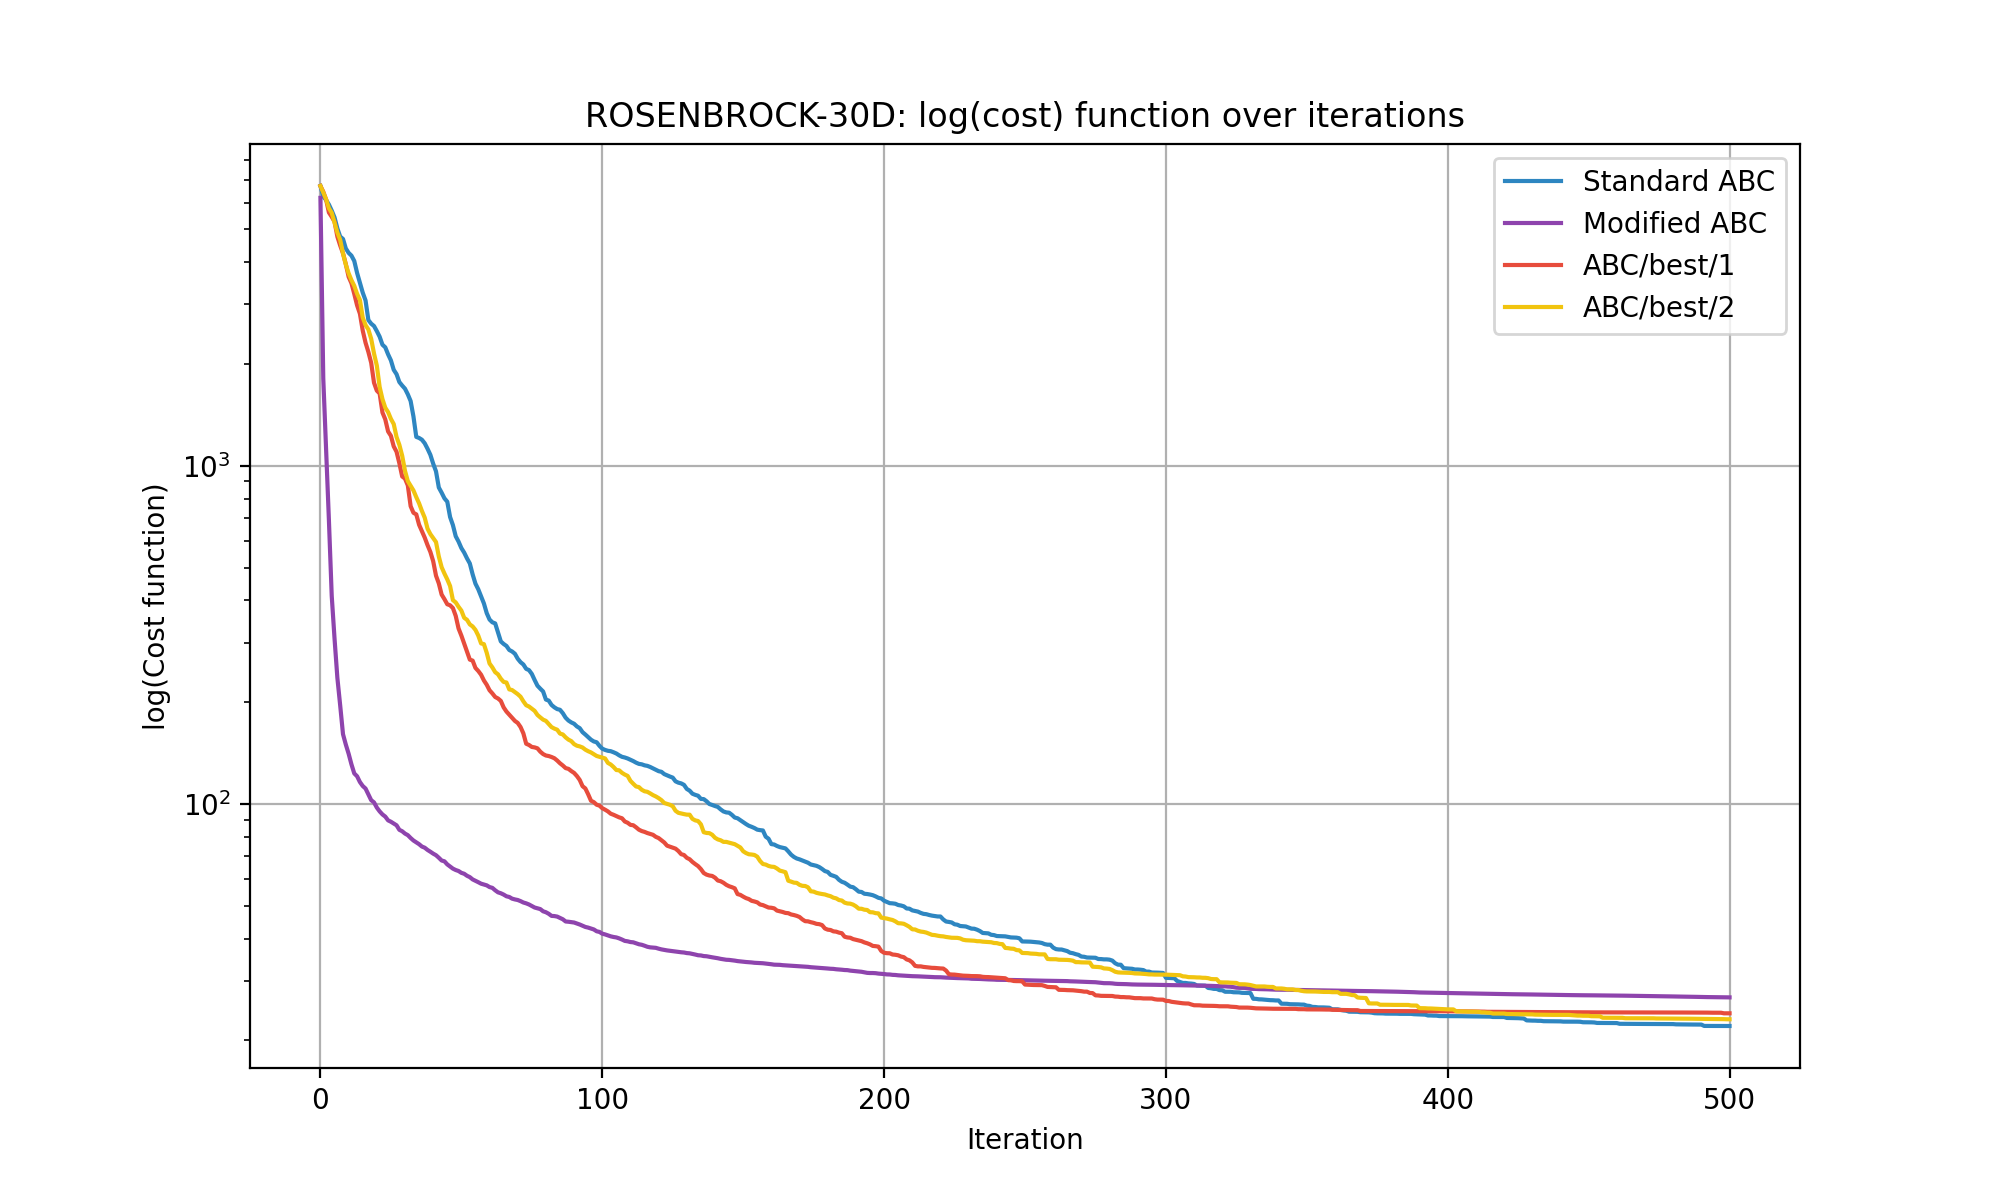 ROSENBROCK-30D: log(cost) function over iterations
Standard ABC
Modified ABC
ABC/best/1
ABC/best/2
log(Cost function)
10³
10²
0 100 200 300 400 500
Iteration